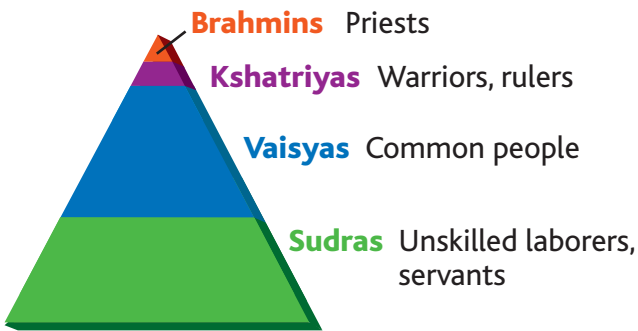 Brahmins Priests
Kshatriyas Warriors, rulers
Vaisyas Common people
Sudras Unskilled laborers,
servants